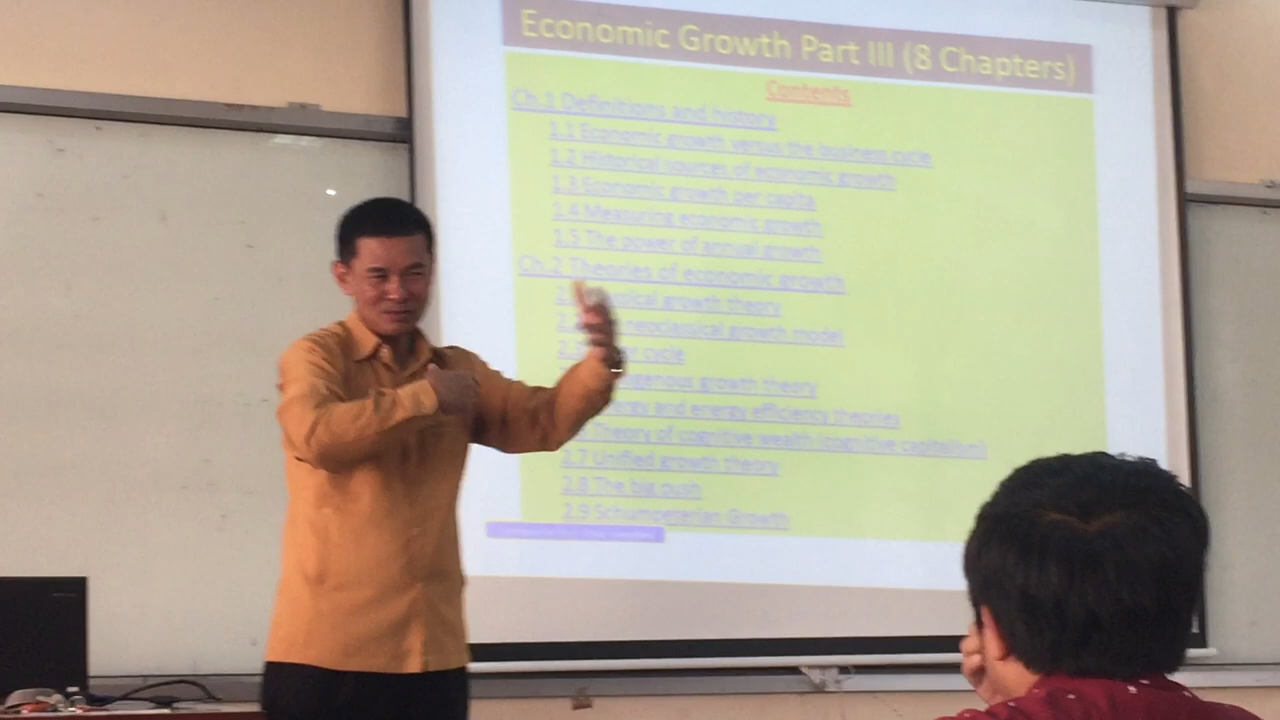 Economic Growth Part III (8 Chapters)
Contents
Ch.1 Definitions and history
1.1 Economic growth versus the business cycle
1.2 Historical sources of economic growth
1.3 Economic growth per capita
1.4 Measuring economic growth
1.5 The power of annual growth
Ch.2 Theories of economic growth
growth theory
neoclassical growth model
cycle
growth theory
and energy efficiency theories
Theory of cognitive wealth (cognitive capitalism)
2.7 Unified growth theory
2.8 The big push
2.9 Schumpeterian Growth